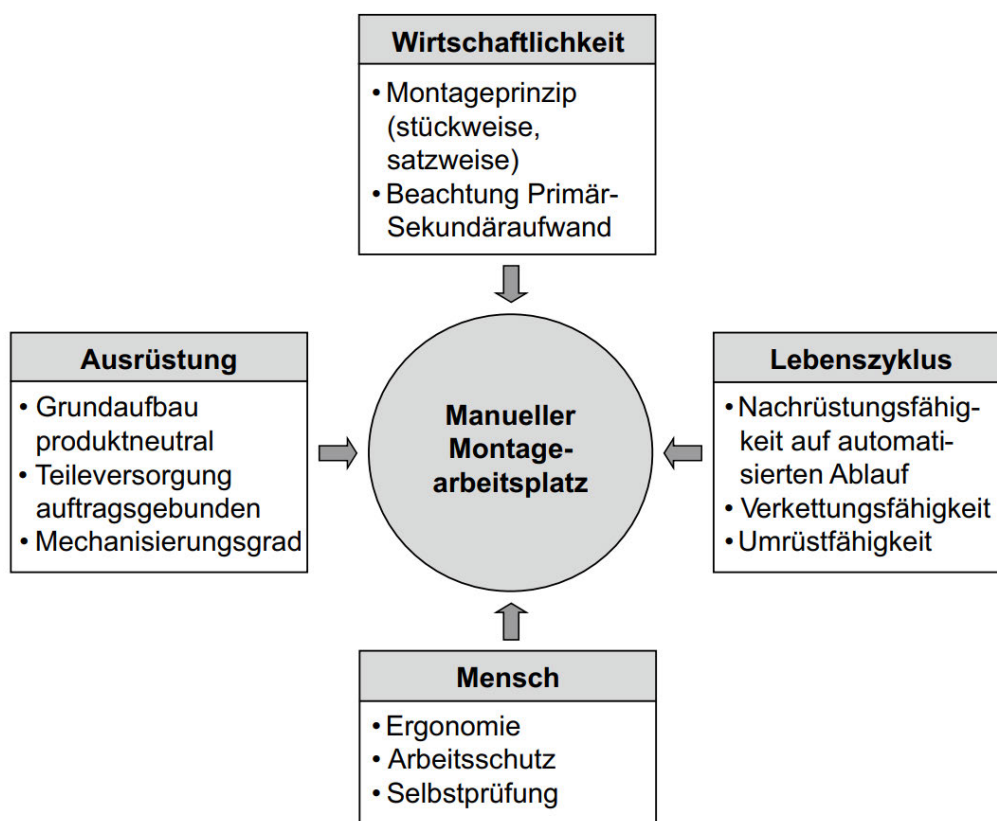 Wirtschaftlichkeit
• Montageprinzip
(stückweise,
satzweise)
• Beachtung Primär-
Sekundäraufwand
Ausrüstung
• Grundaufbau
produktneutral
• Teileversorgung
auftragsgebunden
• Mechanisierungsgrad
Manueller
Montage-
arbeitsplatz
Lebenszyklus
• Nachrüstungsfähig-
keit auf automati-
sierten Ablauf
• Verkettungsfähigkeit
• Umrüstfähigkeit
Mensch
• Ergonomie
• Arbeitsschutz
• Selbstprüfung